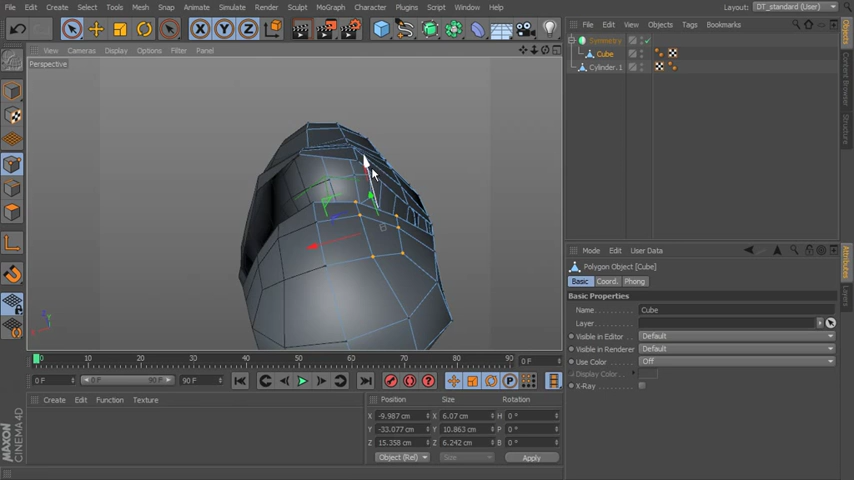 File Edit Create Select Tools Mesh Snap Animate Simulate Render Sculpt MoGraph Character Plugins Script Window Help Layout: DT_standard (User)
File Edit View Objects Tags Bookmarks
View Cameras Display Options Filter Panel
Symmetry
Perspective
Cube
Cylinder.1
Objects
Content Browser
Structure
Mode Edit User Data
Polygon Object [Cube]
Basic Coord. Phong
Basic Properties
Name Cube
Layer
Visible in Editor Default
Visible in Renderer Default
Use Color Off
Display Color
X-Ray
Attributes
Layers
0 10 20 30 40 50 60 70 80 90 0 F
0 F 0 F 90 F 90 F
Create Edit Function Texture
Position Size Rotation
X -9.987 cm X 6.07 cm H 0 °
Y -33.077 cm Y 10.863 cm P 0 °
Z 15.358 cm Z 6.242 cm B 0 °
Object (Rel) Size Apply
MAXON
CINEMA4D